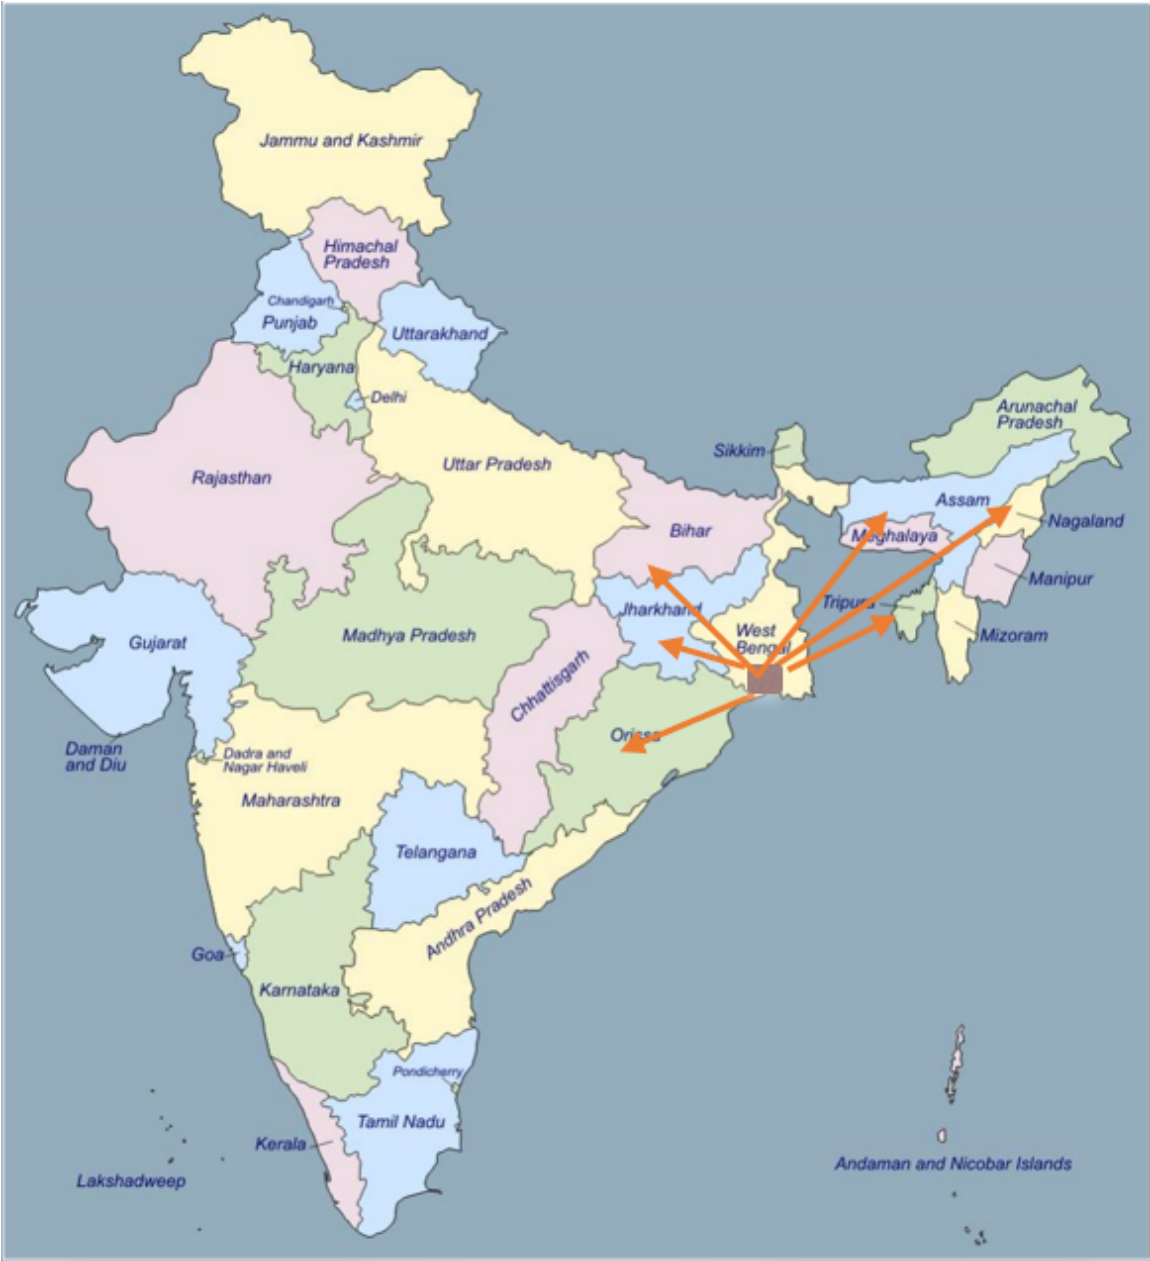 Jammu and Kashmir
Himachal
Pradesh
Chandigarh
Punjab
Uttarakhand
Haryana
Delhi
Arunachal
Pradesh
Sikkim
Uttar Pradesh
Rajasthan
Assam
Nagaland
Bihar
Meghalaya
Manipur
Jharkhand
Tripura
West
Bengal
Mizoram
Gujarat
Madhya Pradesh
Chhattisgarh
Orissa
Daman
and Diu
Dadra and
Nagar Haveli
Maharashtra
Telangana
Andhra Pradesh
Goa
Karnataka
Pondicherry
Tamil Nadu
Kerala
Lakshadweep
Andaman and Nicobar Islands